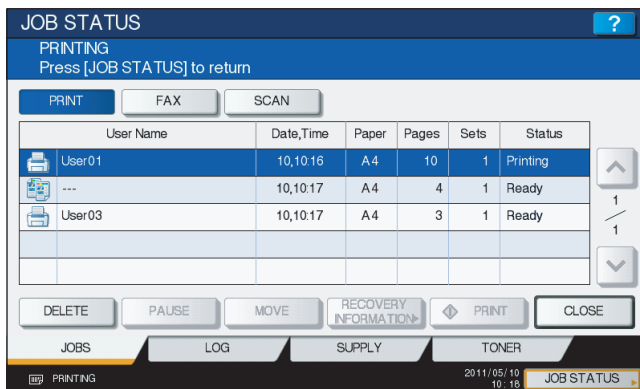 JOB STATUS
?
PRINTING
Press [JOB STATUS] to return
PRINT FAX SCAN
User Name Date,Time Paper Pages Sets Status
User01 10,10:16 A4 10 1 Printing
--- 10,10:17 A4 4 1 Ready
User03 10,10:17 A4 3 1 Ready
1
1
DELETE PAUSE MOVE RECOVERY INFORMATION PRINT CLOSE
JOBS LOG SUPPLY TONER
PRINTING 2011/05/10
10:18 JOB STATUS